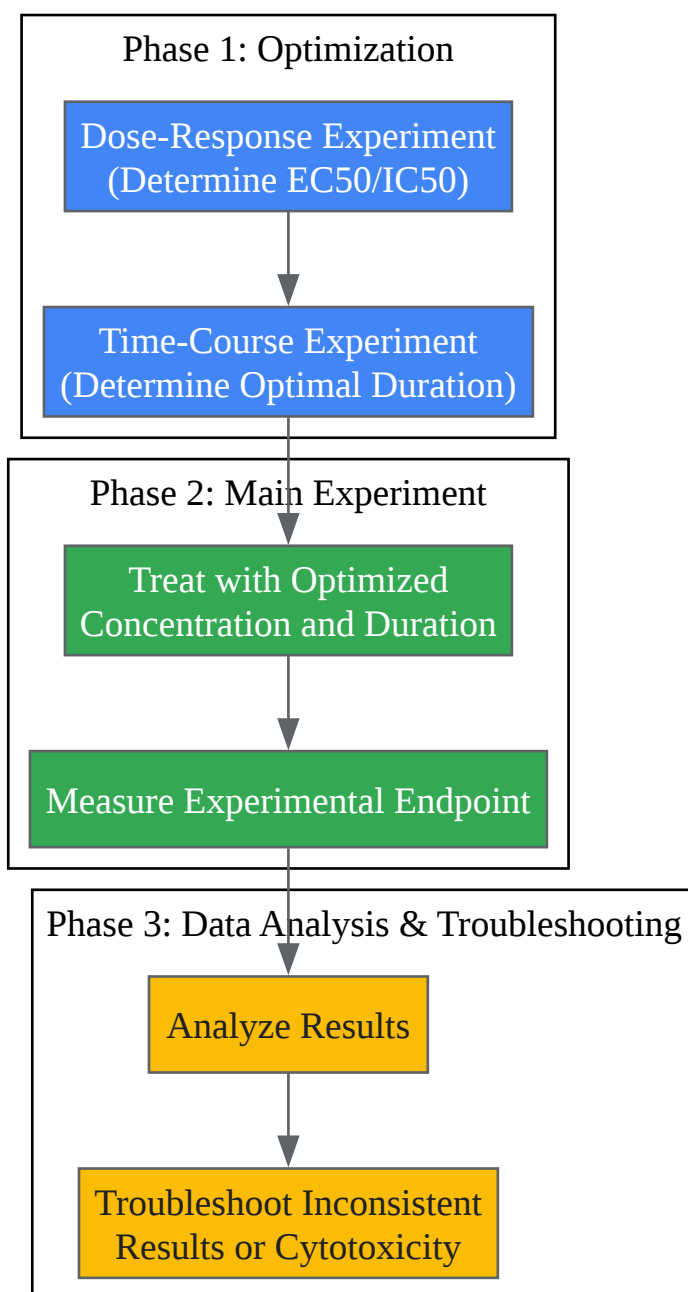 Phase 1: Optimization
Dose-Response Experiment
(Determine EC50/IC50)
Time-Course Experiment
(Determine Optimal Duration)
Phase 2: Main Experiment
Treat with Optimized
Concentration and Duration
Measure Experimental Endpoint
Phase 3: Data Analysis & Troubleshooting
Analyze Results
Troubleshoot Inconsistent
Results or Cytotoxicity